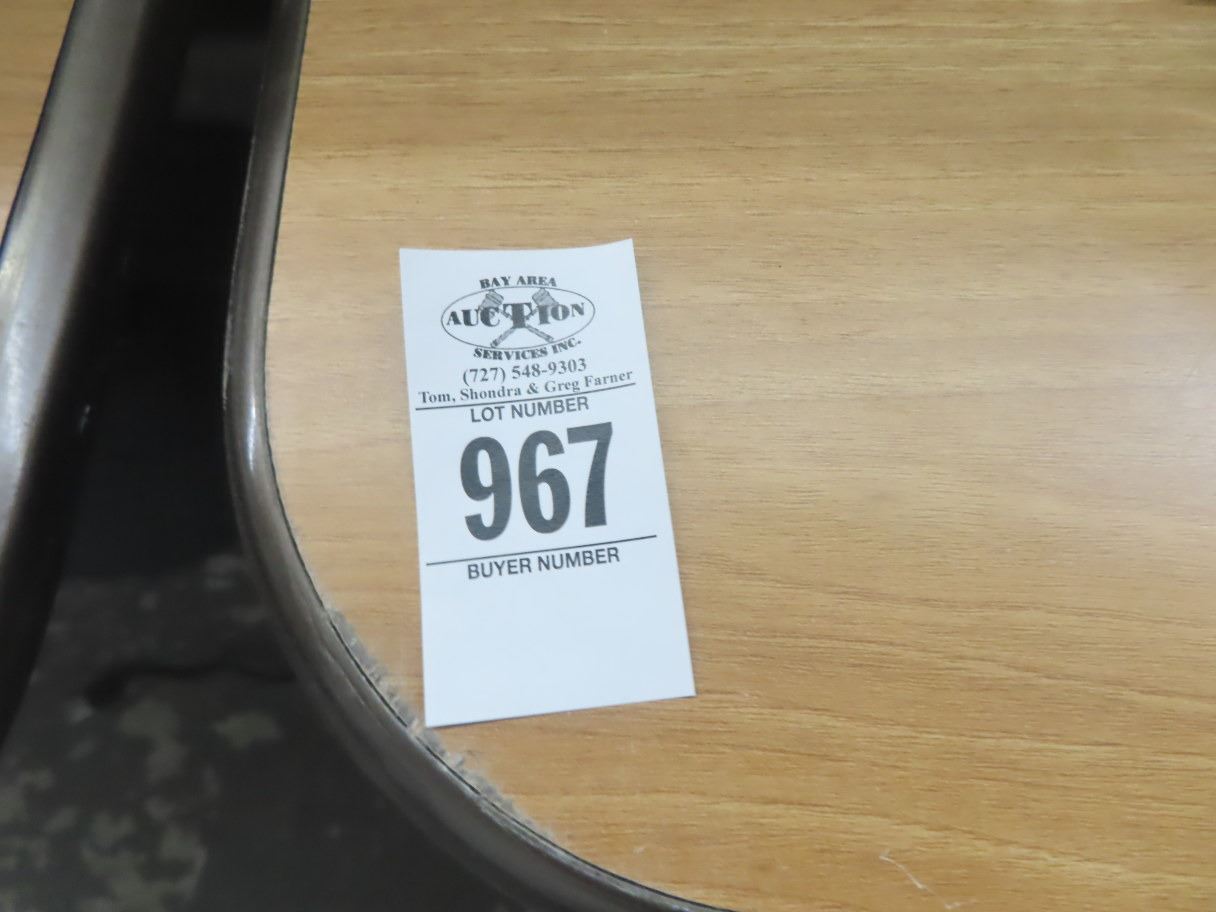 BAY AREA
AUCTION
SERVICES INC.
(727) 548-9303
Tom, Shondra & Greg Farner
LOT NUMBER
967
BUYER NUMBER